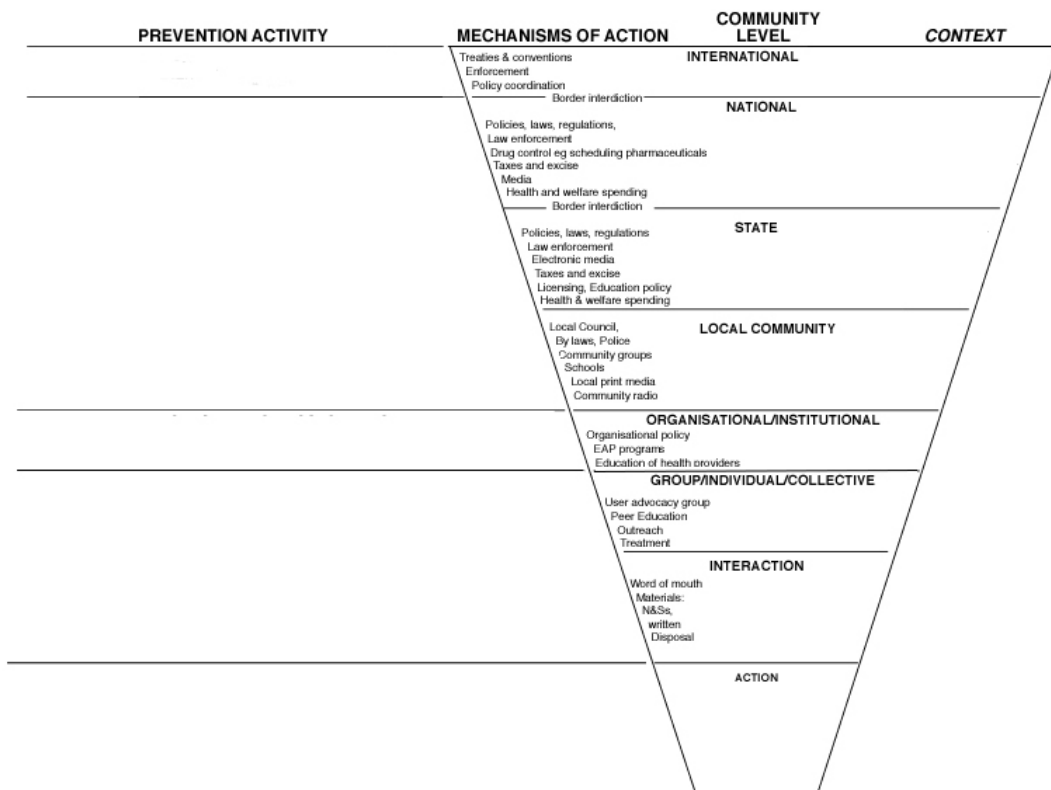 PREVENTION ACTIVITY
MECHANISMS OF ACTION
COMMUNITY
LEVEL
CONTEXT
INTERNATIONAL
Treaties & conventions
Enforcement
Policy coordination
Border interdiction
NATIONAL
Policies, laws, regulations,
Law enforcement
Drug control eg scheduling pharmaceuticals
Taxes and excise
Media
Health and welfare spending
Border interdiction
STATE
Policies, laws, regulations
Law enforcement
Electronic media
Taxes and excise
Licensing, Education policy
Health & welfare spending
LOCAL COMMUNITY
Local Council,
By laws, Police
Community groups
Schools
Local print media
Community radio
ORGANISATIONAL/INSTITUTIONAL
Organisational policy
EAP programs
Education of health providers
GROUP/INDIVIDUAL/COLLECTIVE
User advocacy group
Peer Education
Outreach
Treatment
INTERACTION
Word of mouth
Materials:
N&Ss,
written
Disposal
ACTION